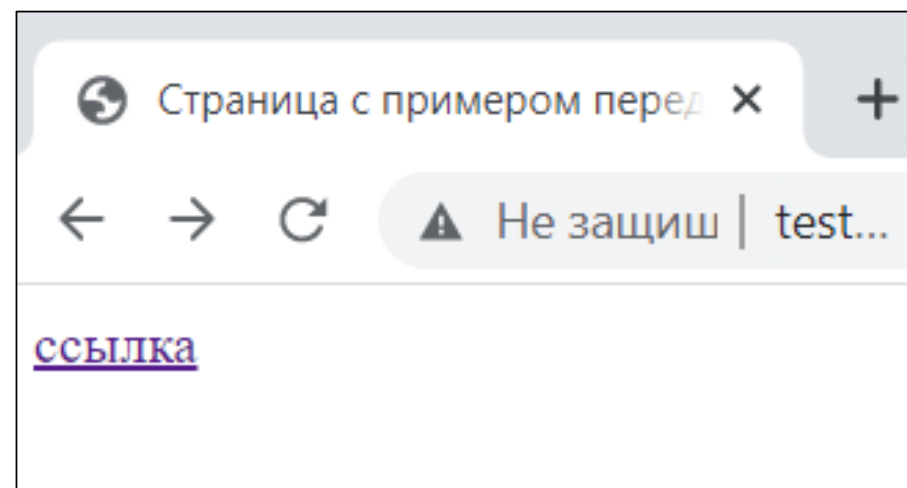 Страница с примером перед
Не защищ | test...
ссылка